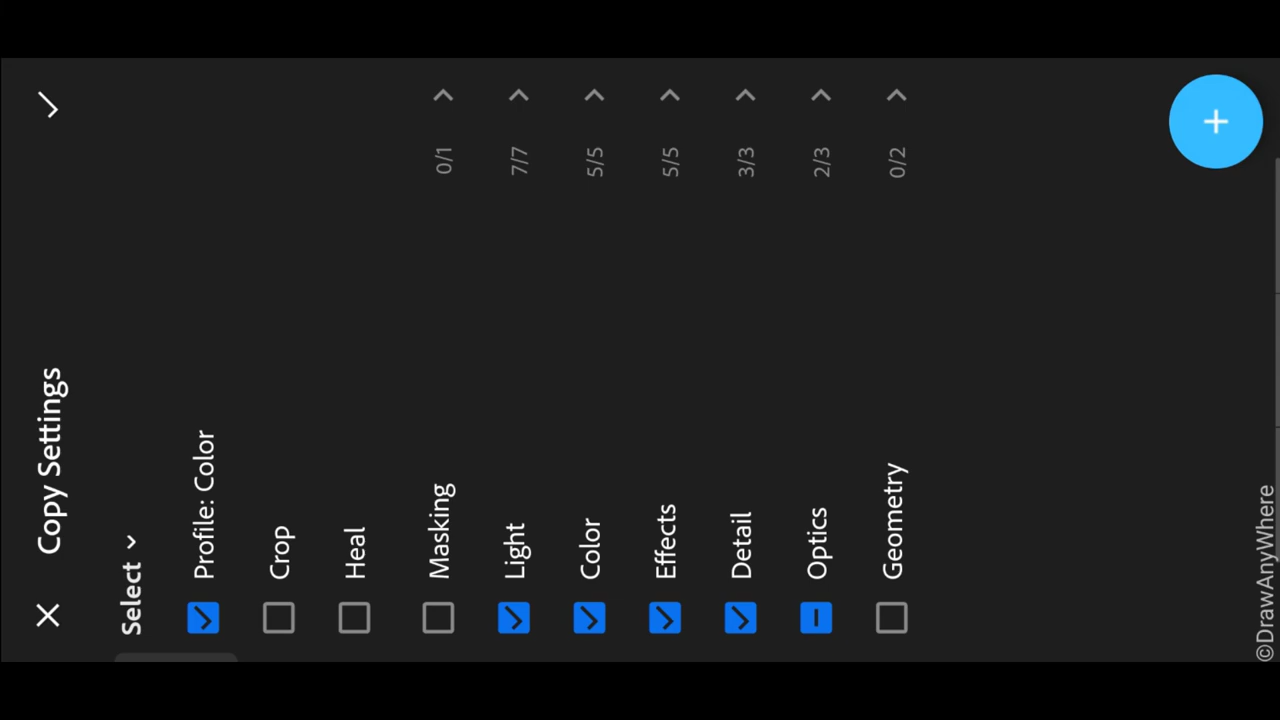 Copy Settings
Select
Profile: Color
Crop
Heal
Masking 0/1
Light 7/7
Color 5/5
Effects 5/5
Detail 3/3
Optics 2/3
Geometry 0/2
©DrawAnyWhere